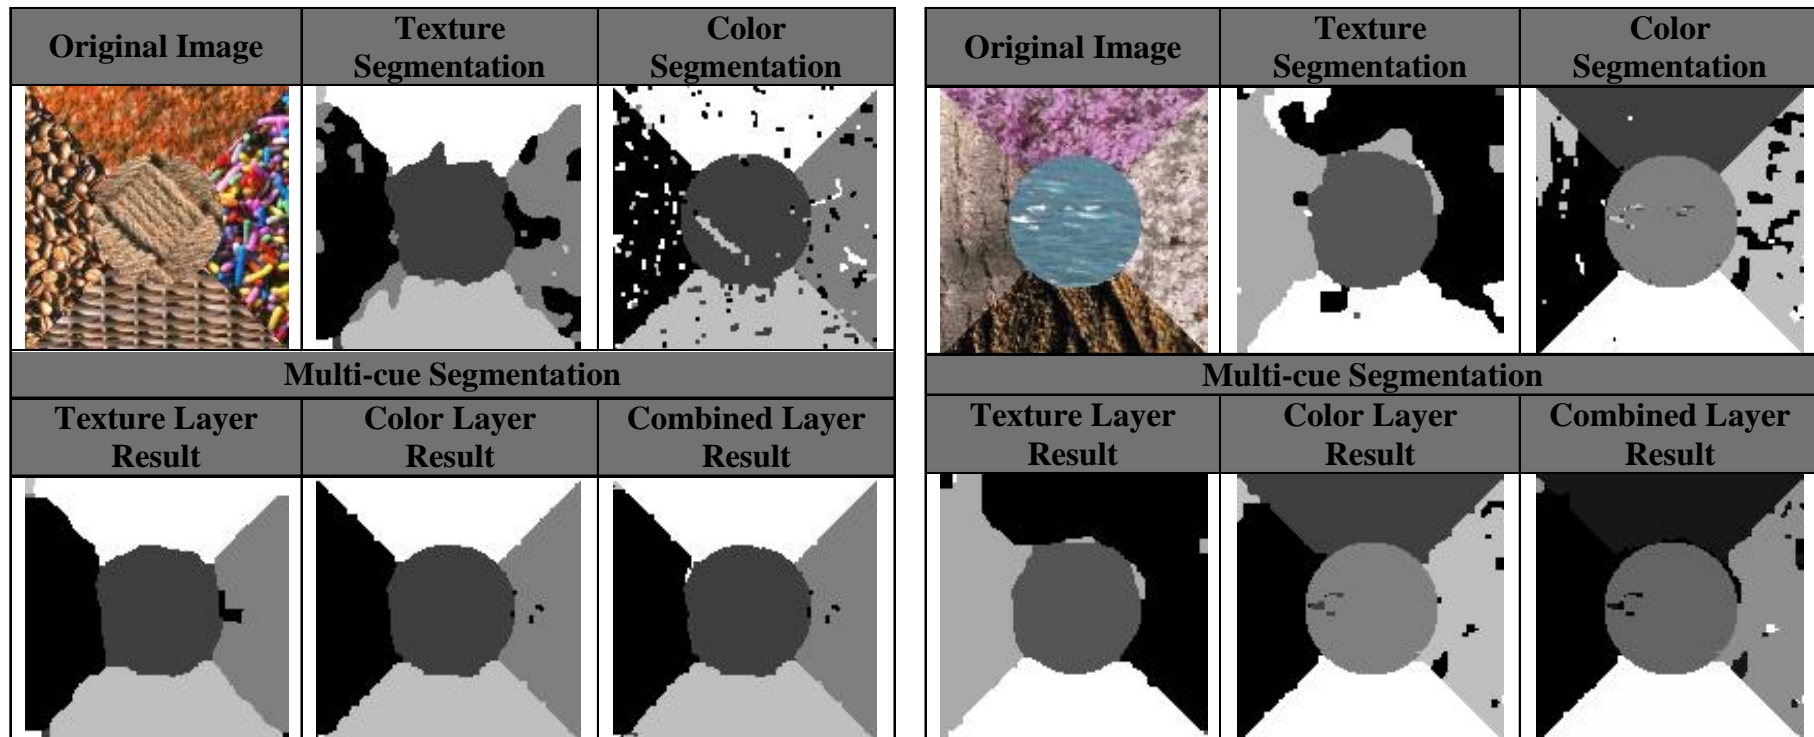 Original Image
Texture
Segmentation
Color
Segmentation
Multi-cue Segmentation
Texture Layer
Result
Color Layer
Result
Combined Layer
Result
Original Image
Texture
Segmentation
Color
Segmentation
Multi-cue Segmentation
Texture Layer
Result
Color Layer
Result
Combined Layer
Result